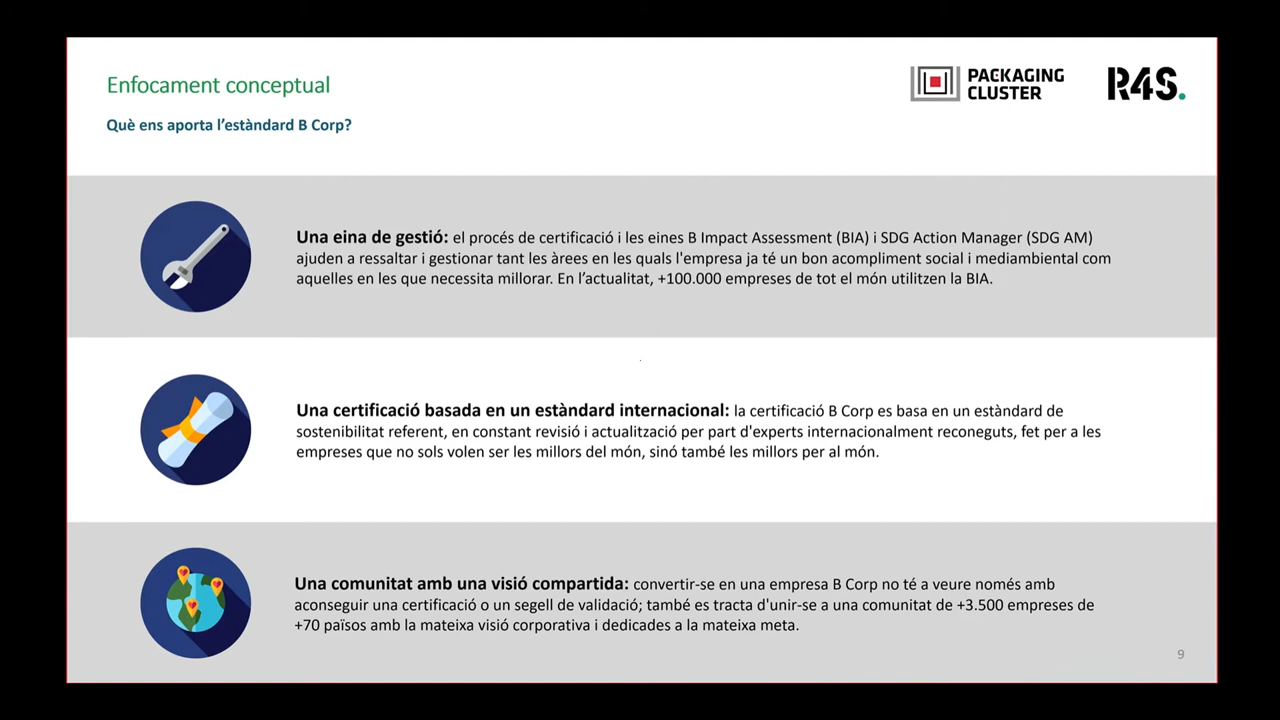 Enfocament conceptual
Què ens aporta l'estàndard B Corp?
PACKAGING
CLUSTER
R4S.
Una eina de gestió: el procés de certificació i les eines B Impact Assessment (BIA) i SDG Action Manager (SDG AM)
ajuden a ressaltar i gestionar tant les àrees en les quals l'empresa ja té un bon acompliment social i mediambiental com
aquelles en les que necessita millorar. En l'actualitat, +100.000 empreses de tot el món utilitzen la BIA.
Una certificació basada en un estàndard internacional: la certificació B Corp es basa en un estàndard de
sostenibilitat referent, en constant revisió i actualització per part d'experts internacionalment reconeguts, fet per a les
empreses que no sols volen ser les millors del món, sinó també les millors per al món.
Una comunitat amb una visió compartida: convertir-se en una empresa B Corp no té a veure només amb
aconseguir una certificació o un segell de validació; també es tracta d'unir-se a una comunitat de +3.500 empreses de
+70 països amb la mateixa visió corporativa i dedicades a la mateixa meta.
9